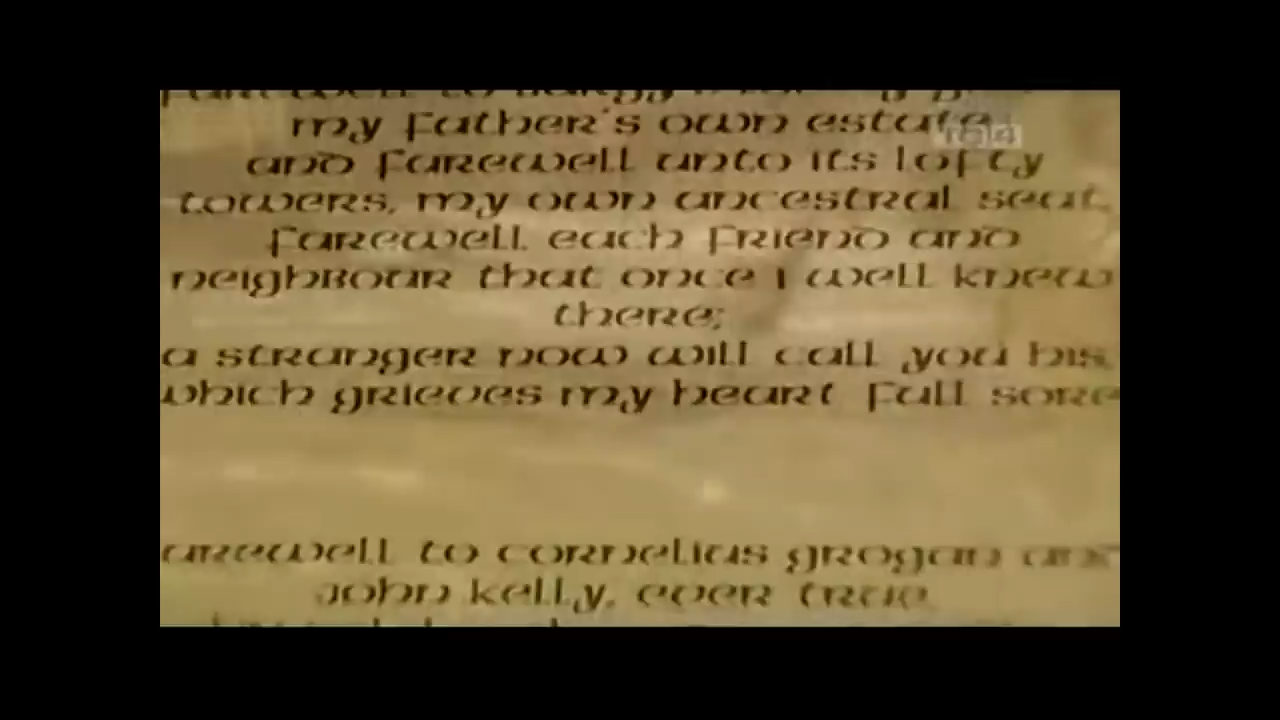 my father's own estate,
te4
and farewell unto its lofty
towers, my own ancestral seat,
farewell each friend and
neighbour that once I well knew
there;
a stranger now will call you his,
which grieves my heart full sore
arewell to cornelius grogan and
John kelly, ever true,